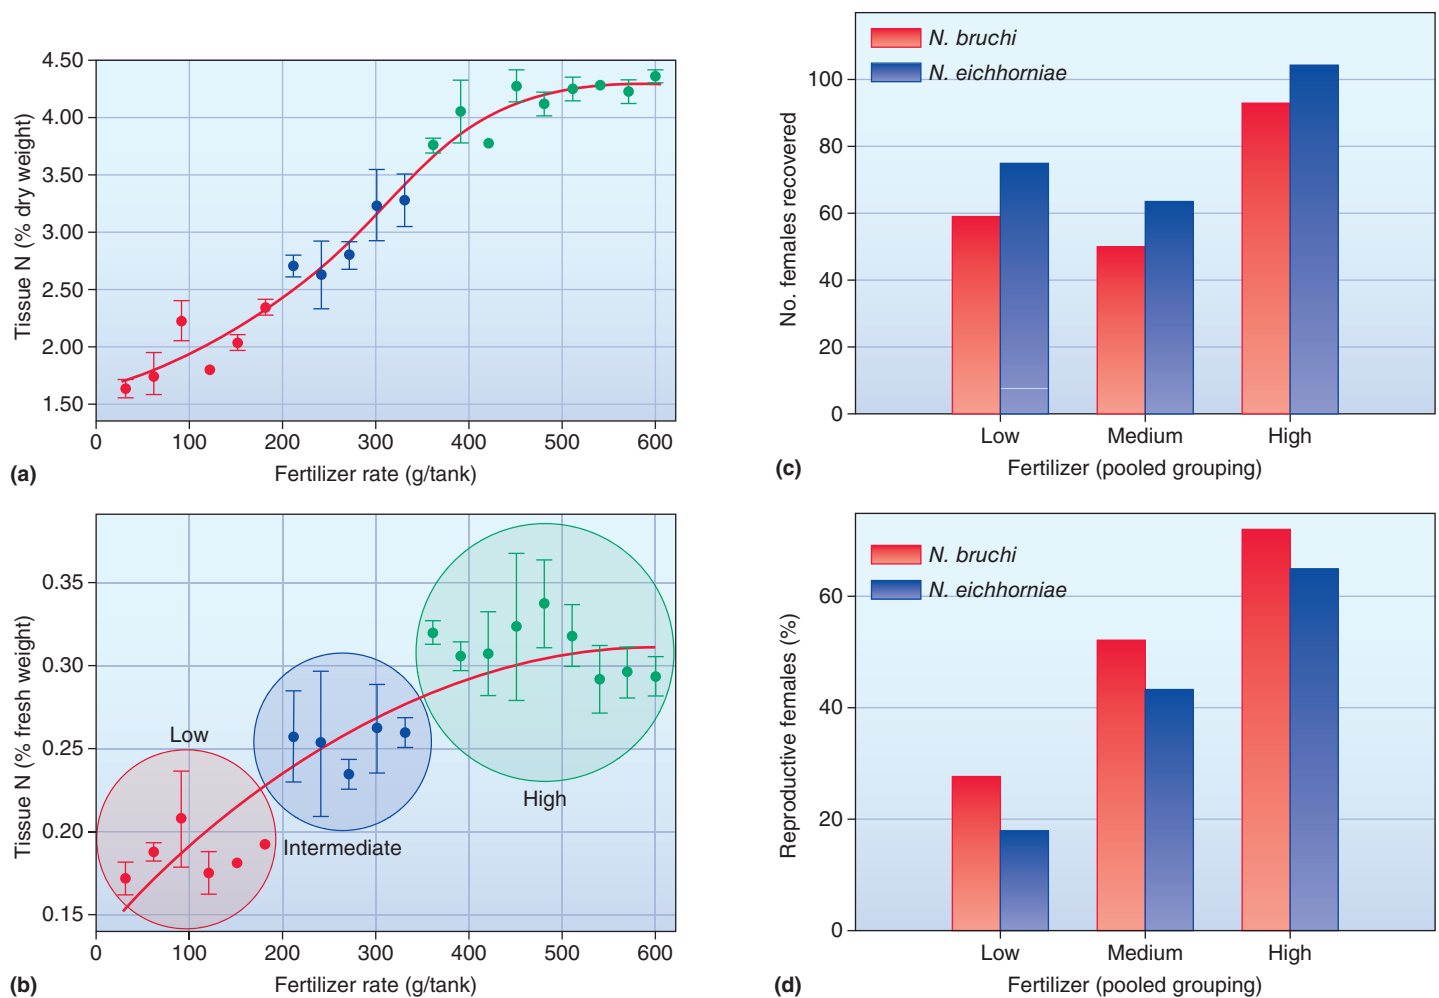 4.50
4.00
3.50
3.00
2.50
2.00
1.50
Tissue N (% dry weight)
0 100 200 300 400 500 600
(a)
Fertilizer rate (g/tank)
0.35
0.30
0.25
0.20
0.15
Tissue N (% fresh weight)
Low
Intermediate
High
0 100 200 300 400 500 600
(b)
Fertilizer rate (g/tank)
N. bruchi
N. eichhorniae
100
80
60
40
20
0
No. females recovered
Low Medium High
(c)
Fertilizer (pooled grouping)
N. bruchi
N. eichhorniae
60
40
20
0
Reproductive females (%)
Low Medium High
(d)
Fertilizer (pooled grouping)